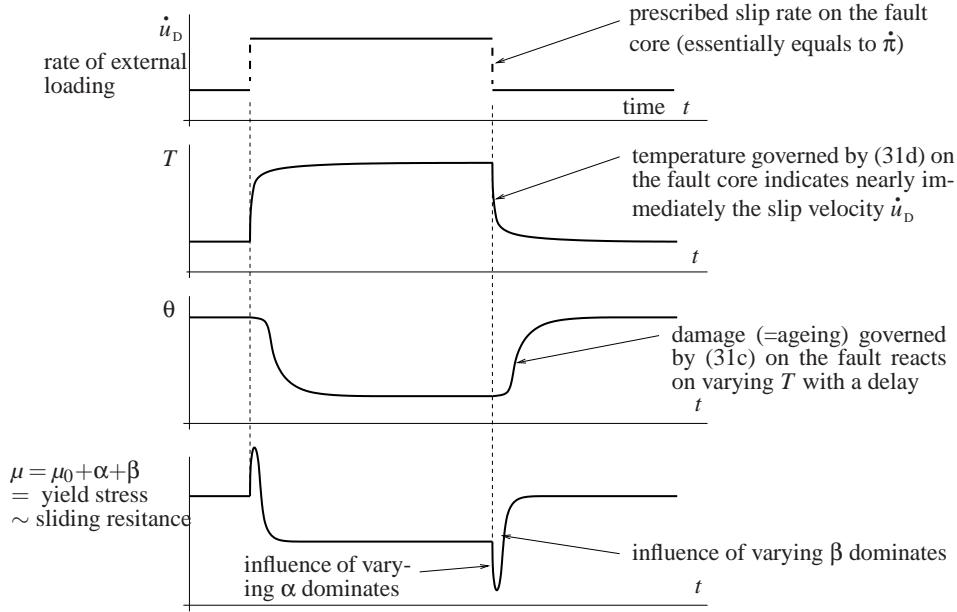 u̇_D
rate of external
loading
prescribed slip rate on the fault
core (essentially equals to π̇)
time t
T
temperature governed by (31d) on
the fault core indicates nearly im-
mediately the slip velocity u̇_D
t
θ
damage (=ageing) governed
by (31c) on the fault reacts
on varying T with a delay
t
μ = μ₀+α+β
= yield stress
∼ sliding resitance
influence of vary-
ing α dominates
influence of varying β dominates
t